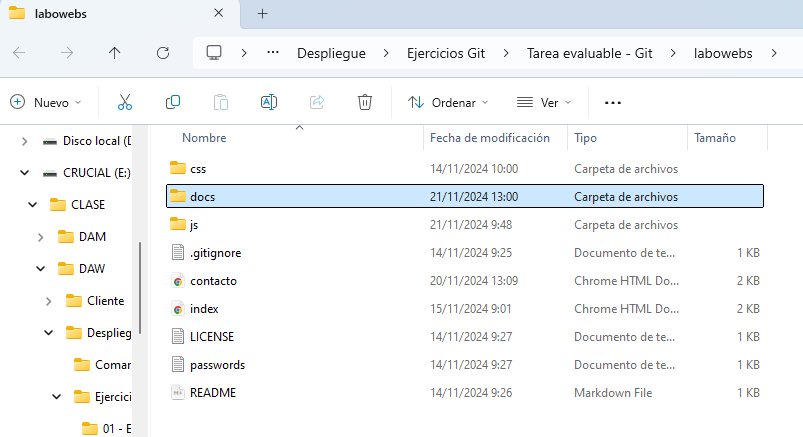 labowebs
Despliegue Ejercicios Git Tarea evaluable - Git labowebs
Nuevo Ordenar Ver
Nombre Fecha de modificación Tipo Tamaño
Disco local (D
CRUCIAL (E:)
CLASE
DAM
DAW
Cliente
Desplieg
Comar
Ejercici
01 - E
css 14/11/2024 10:00 Carpeta de archivos
docs 21/11/2024 13:00 Carpeta de archivos
js 21/11/2024 9:48 Carpeta de archivos
.gitignore 14/11/2024 9:25 Documento de te... 1 KB
contacto 20/11/2024 13:09 Chrome HTML Do... 2 KB
index 15/11/2024 9:01 Chrome HTML Do... 2 KB
LICENSE 14/11/2024 9:27 Documento de te... 1 KB
passwords 14/11/2024 9:27 Documento de te... 1 KB
README 14/11/2024 9:26 Markdown File 1 KB